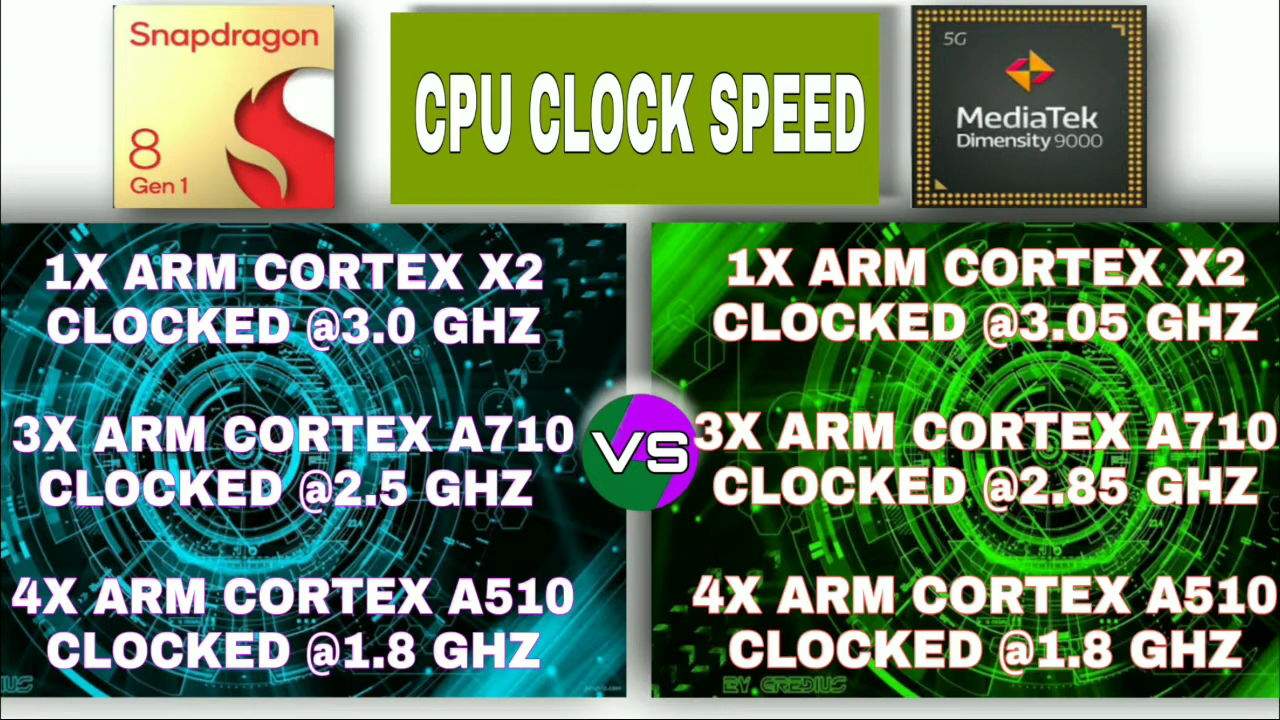 Snapdragon
8
Gen 1
CPU CLOCK SPEED
5G
MediaTek
Dimensity 9000
1X ARM CORTEX X2
CLOCKED @3.0 GHZ
3X ARM CORTEX A710
CLOCKED @2.5 GHZ
4X ARM CORTEX A510
CLOCKED @1.8 GHZ
VS
1X ARM CORTEX X2
CLOCKED @3.05 GHZ
3X ARM CORTEX A710
CLOCKED @2.85 GHZ
4X ARM CORTEX A510
CLOCKED @1.8 GHZ
BY CREDIUS